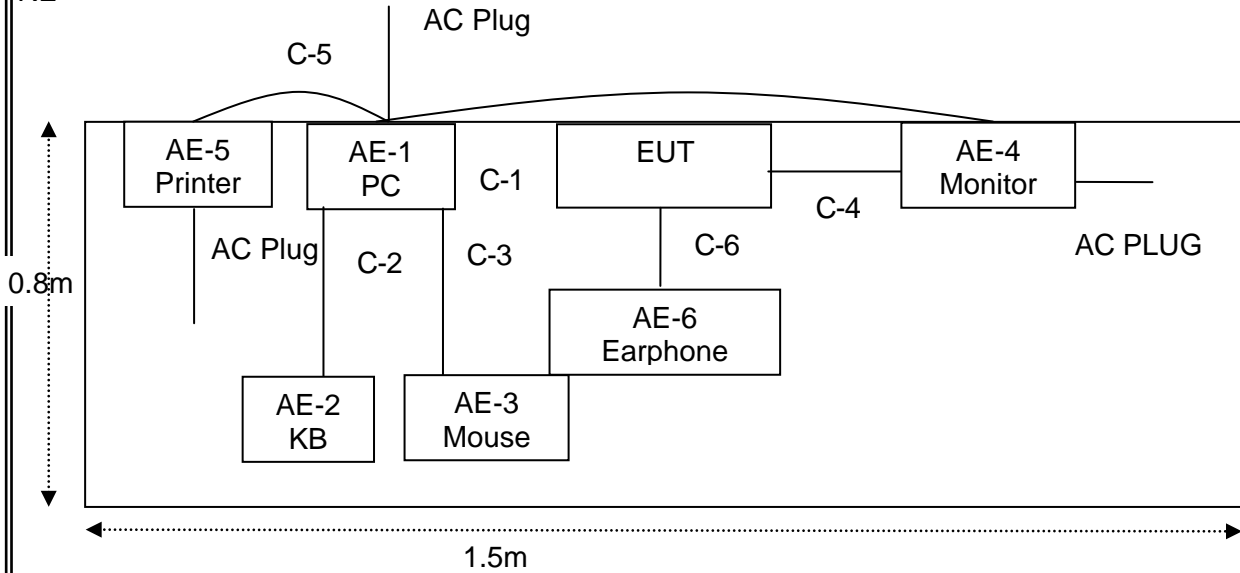 AC Plug
C-5
AE-5
Printer
AE-1
PC
C-1
EUT
AE-4
Monitor
C-4
AC Plug
C-2
C-3
C-6
AC PLUG
0.8m
AE-6
Earphone
AE-2
KB
AE-3
Mouse
1.5m